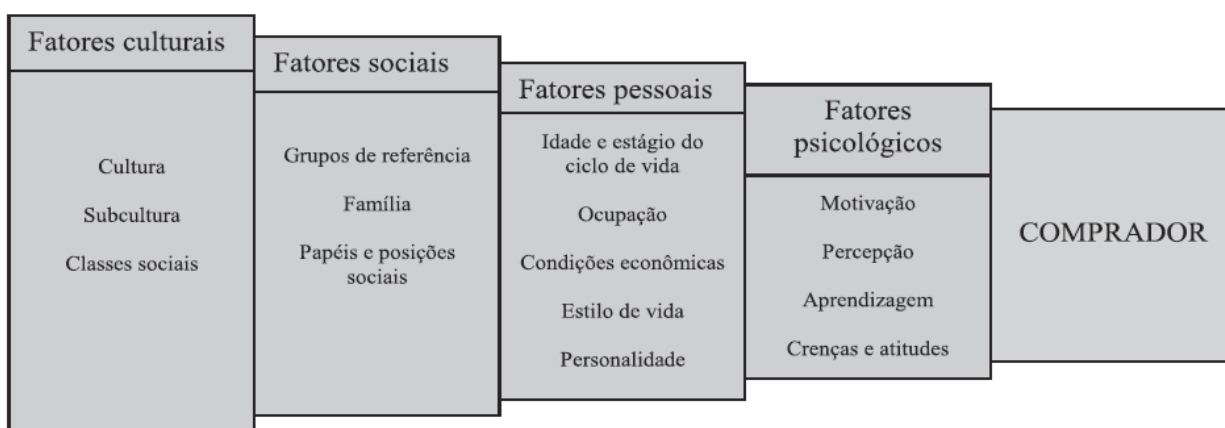 Fatores culturais
Cultura
Subcultura
Classes sociais
Fatores sociais
Grupos de referência
Família
Papéis e posições
sociais
Fatores pessoais
Idade e estágio do
ciclo de vida
Ocupação
Condições econômicas
Estilo de vida
Personalidade
Fatores
psicológicos
Motivação
Percepção
Aprendizagem
Crenças e atitudes
COMPRADOR